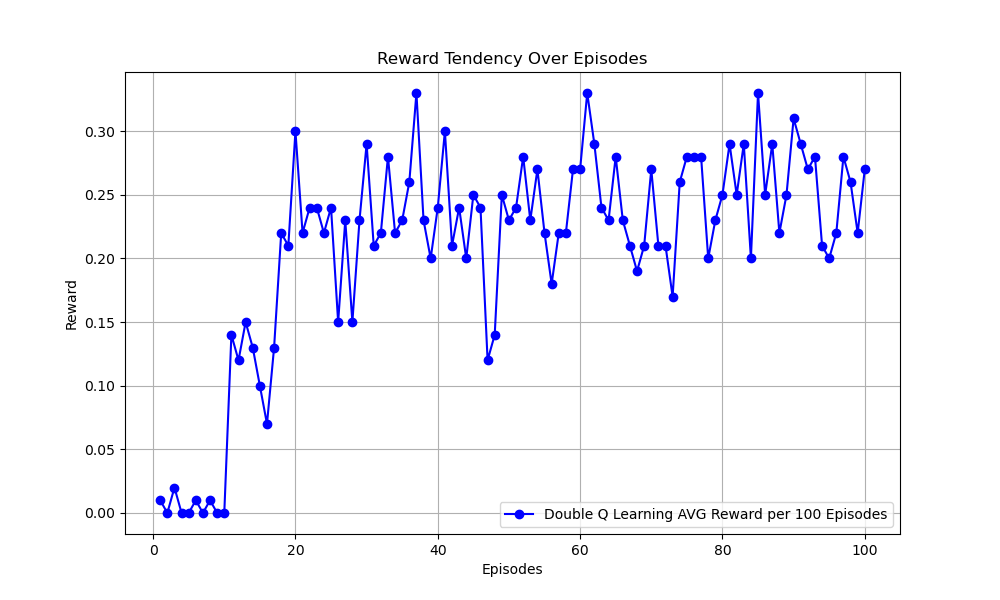 Reward Tendency Over Episodes
Reward
0.30
0.25
0.20
0.15
0.10
0.05
0.00
0 20 40 60 80 100
Episodes
Double Q Learning AVG Reward per 100 Episodes